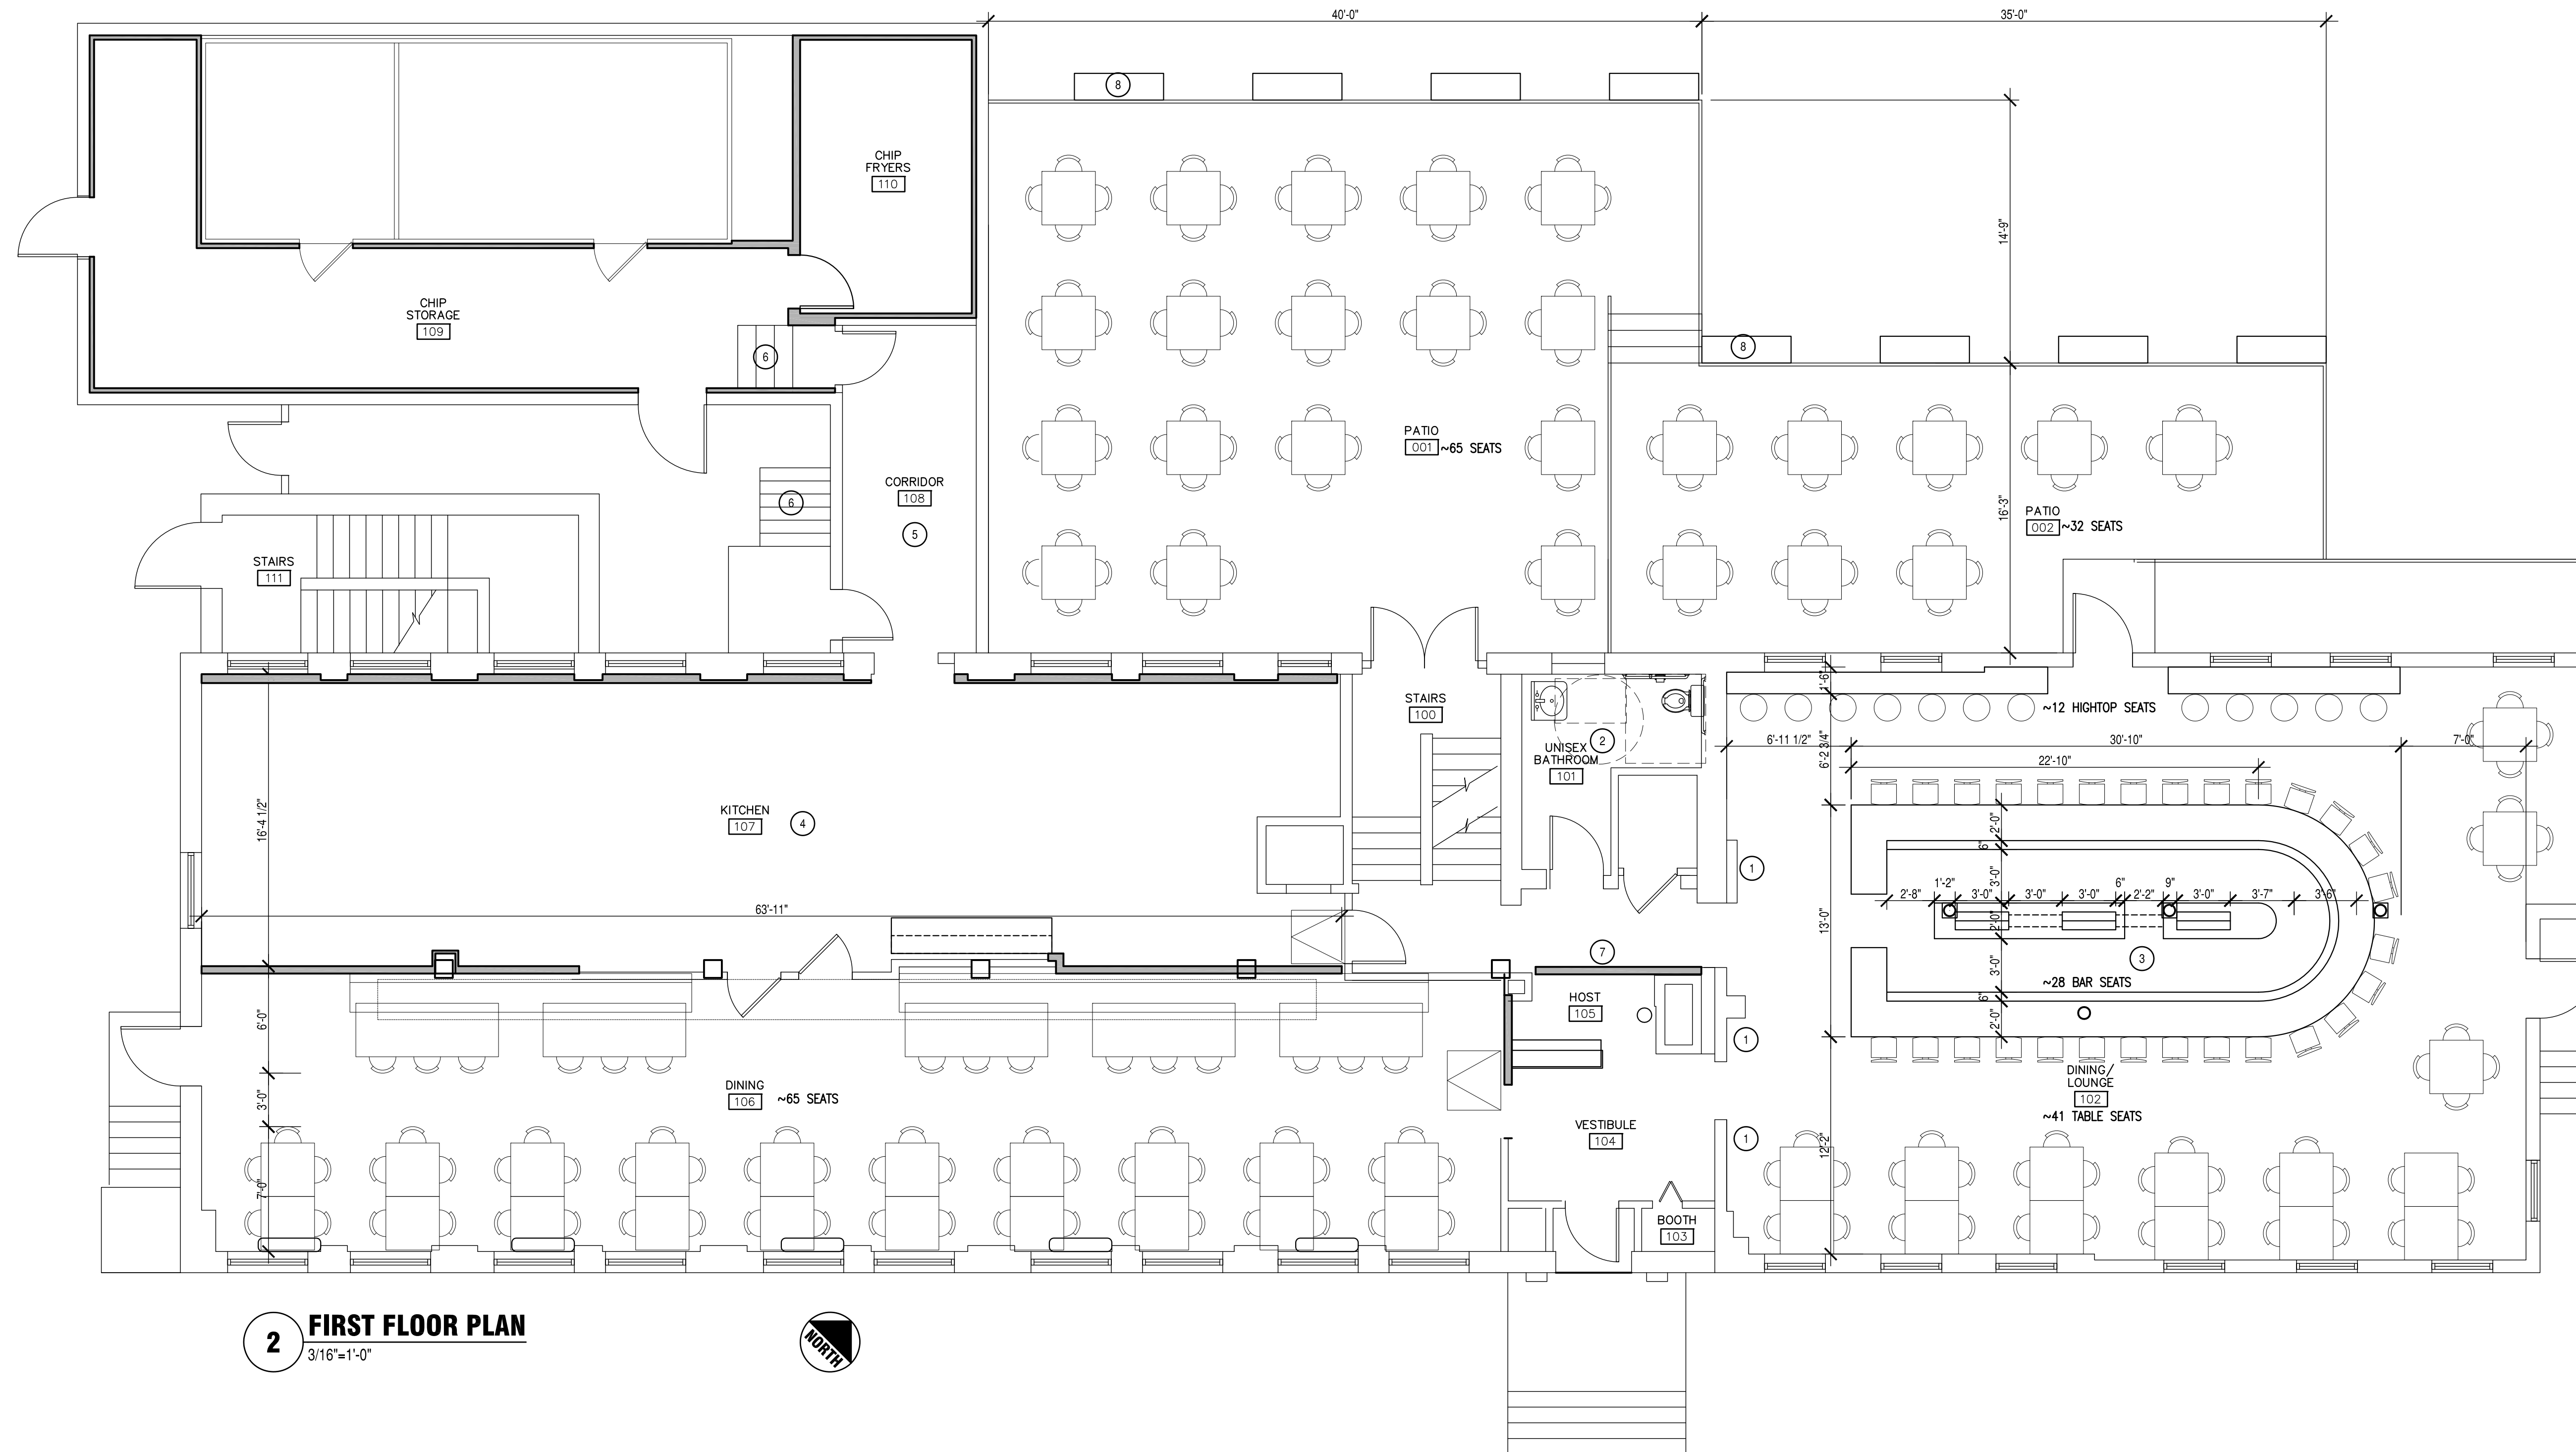 40'-0"
35'-0"
8
CHIP
FRYERS
110
14'-9"
CHIP
STORAGE
109
6
8
PATIO
001 ~65 SEATS
CORRIDOR
108
6
5
16'-3"
PATIO
002 ~32 SEATS
STAIRS
111
STAIRS
100
1'-6"
~12 HIGHTOP SEATS
2
UNISEX
BATHROOM
101
6'-11 1/2"
6'-2 3/4"
30'-10"
7'-0"
22'-10"
16'-4 1/2"
KITCHEN
107
4
2'-0"
6"
1
3'-0"
2'-8"
1'-2"
3'-0"
3'-0"
3'-0"
6"
2'-2"
9"
3'-0"
3'-7"
3'-6"
63'-11"
13'-0"
2'-0"
7
3
3'-0"
~28 BAR SEATS
6"
2'-0"
HOST
105
1
6'-0"
DINING
106 ~65 SEATS
3'-0"
DINING/
LOUNGE
102
~41 TABLE SEATS
VESTIBULE
104
1
12'-2"
7'-0"
BOOTH
103
2 FIRST FLOOR PLAN
3/16"=1'-0"
NORTH